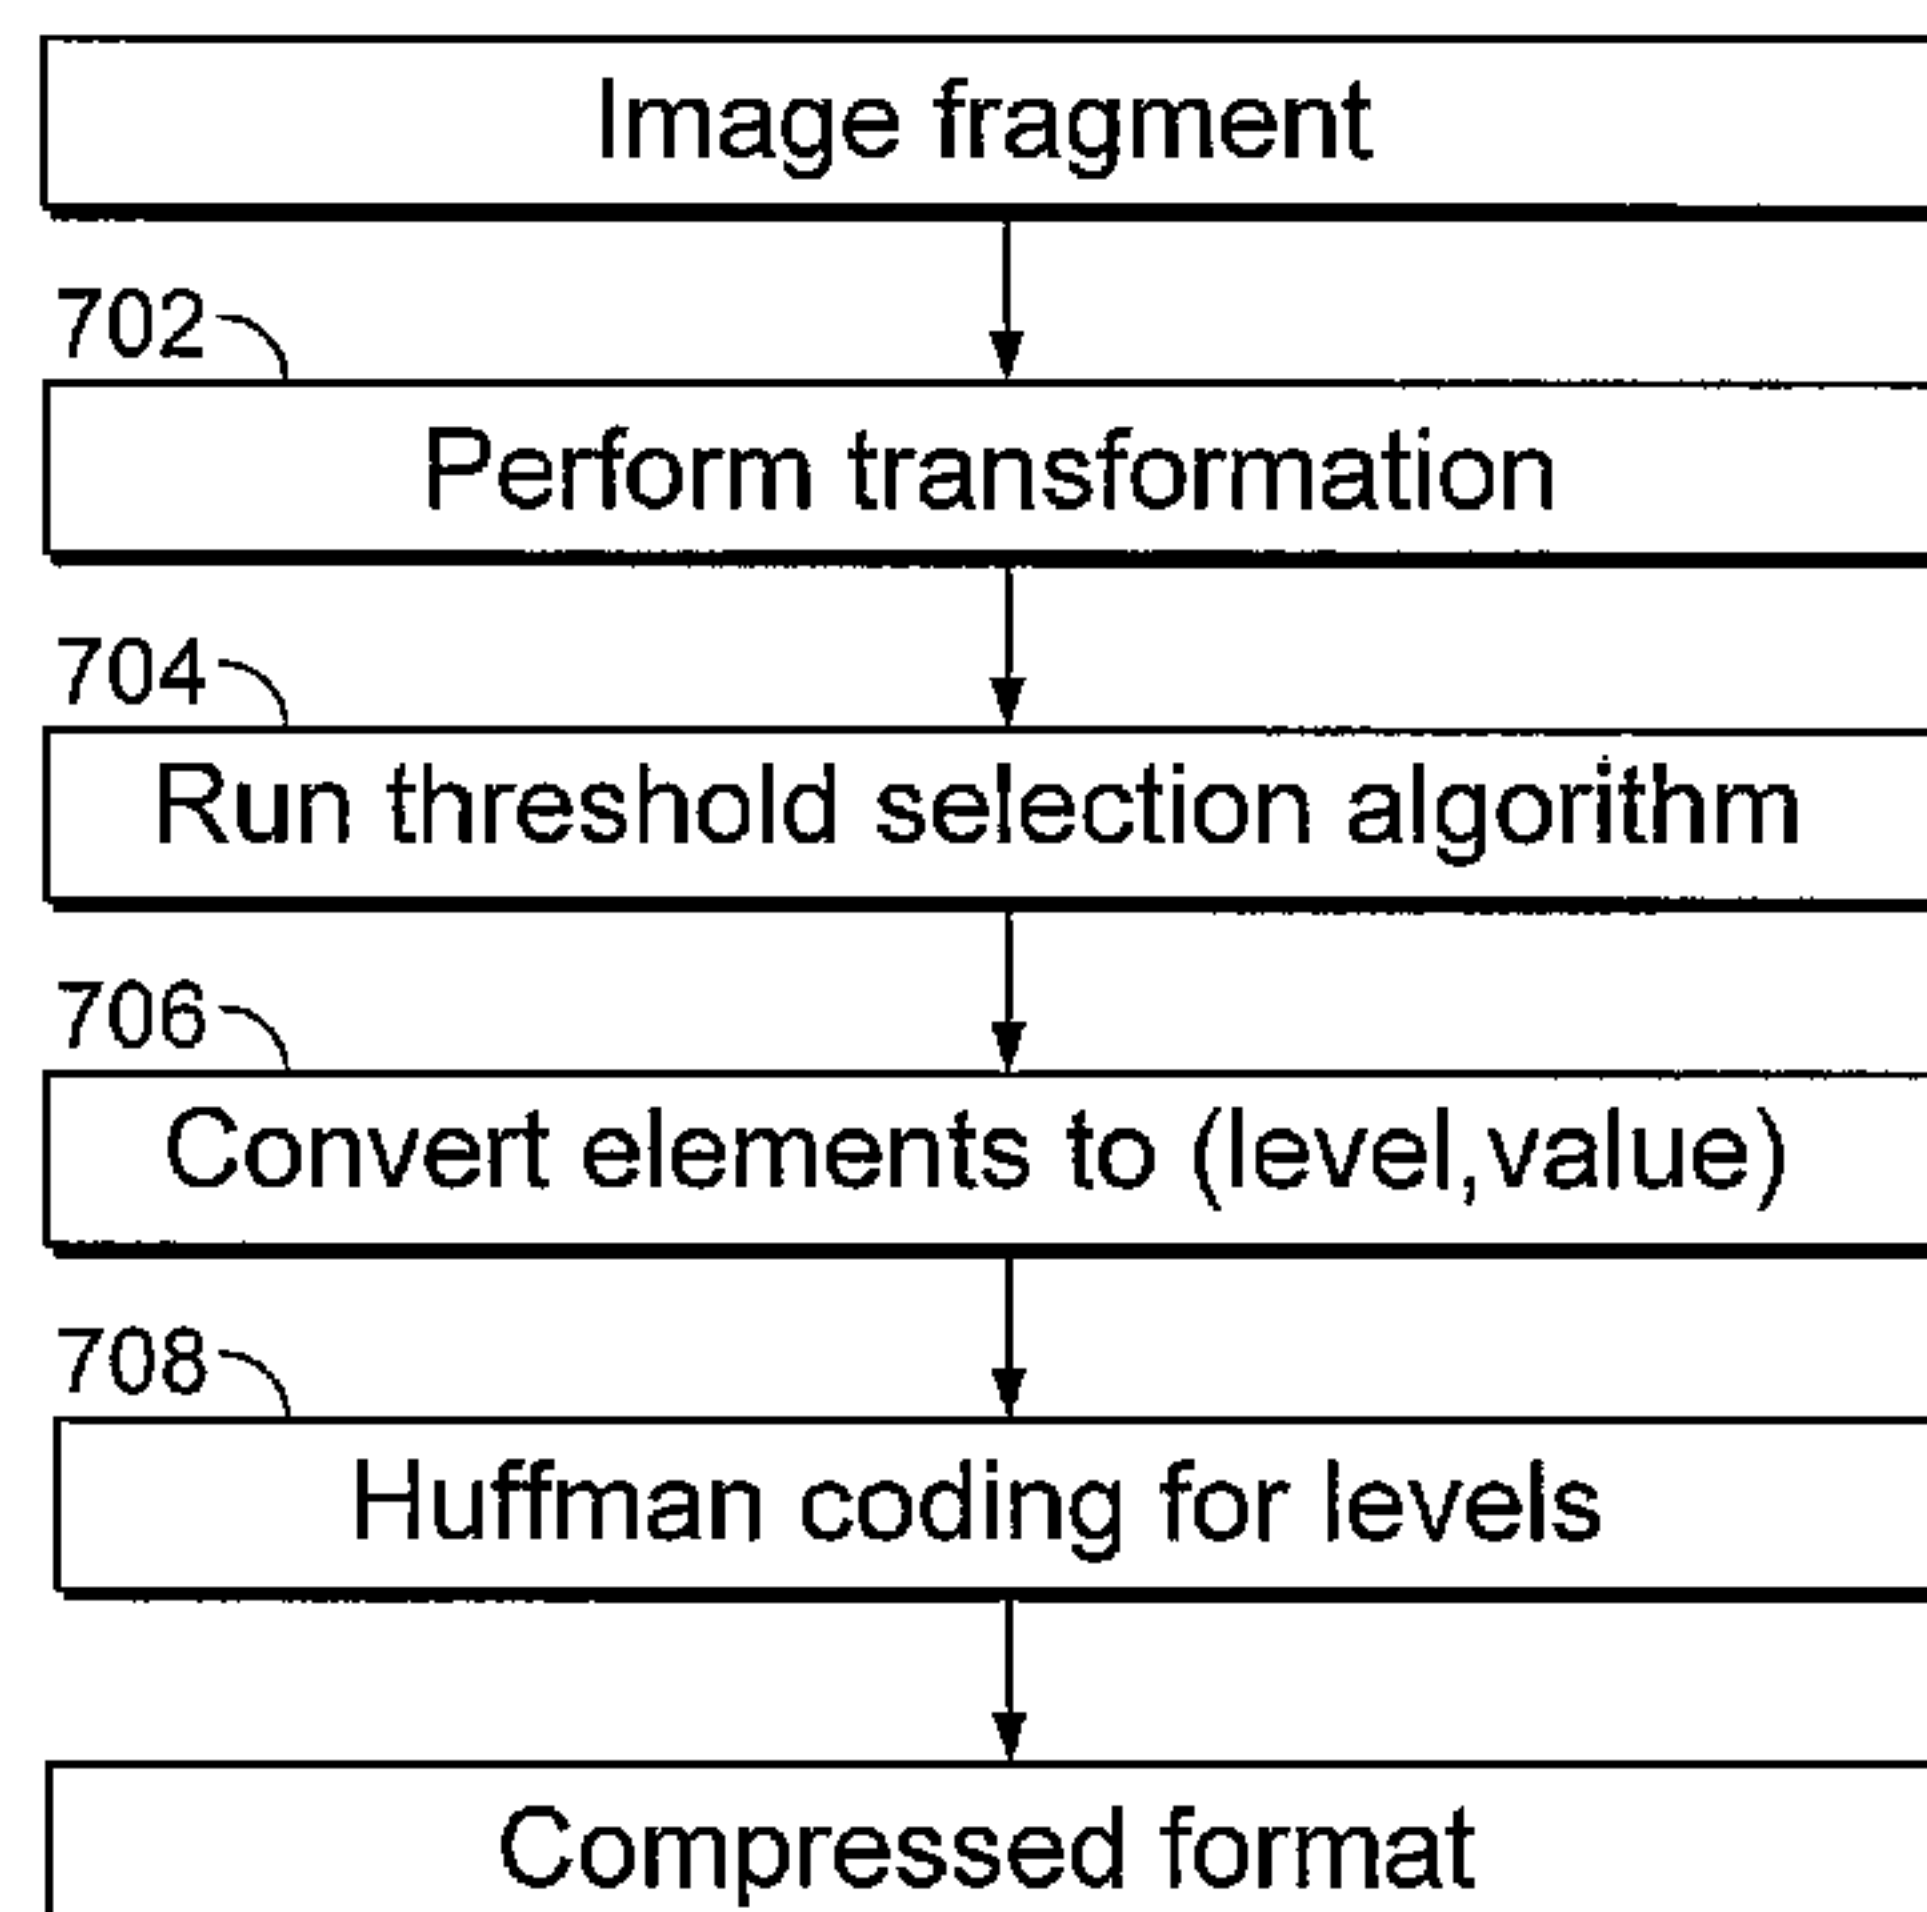 Image fragment
702
Perform transformation
704
Run threshold selection algorithm
706
Convert elements to (level,value)
708
Huffman coding for levels
Compressed format